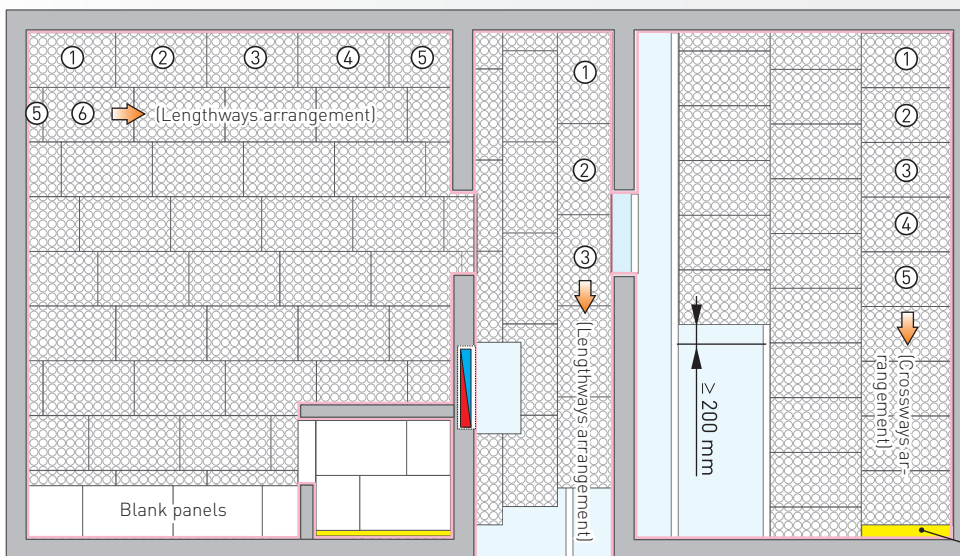 ① ② ③ ④ ⑤
⑤ ⑥ (Lengthways arrangement)
Blank panels
①
②
③
(Lengthways arrangement)
≥ 200 mm
①
②
③
④
⑤
(Crossways ar-
rangement)